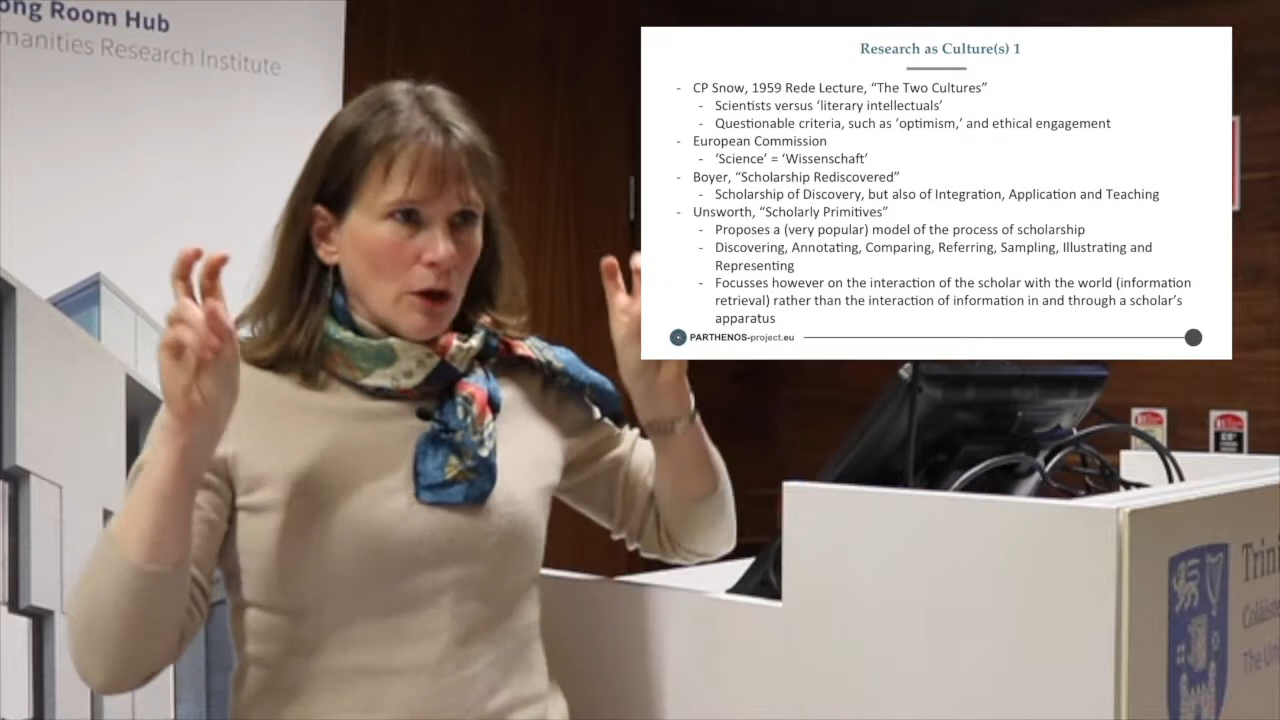 ong Room Hub
manities Research Institute
Research as Culture(s) 1
- CP Snow, 1959 Rede Lecture, “The Two Cultures”
- Scientists versus ‘literary intellectuals’
- Questionable criteria, such as ‘optimism,’ and ethical engagement
- European Commission
- ‘Science’ = ‘Wissenschaft’
- Boyer, “Scholarship Rediscovered”
- Scholarship of Discovery, but also of Integration, Application and Teaching
- Unsworth, “Scholarly Primitives”
- Proposes a (very popular) model of the process of scholarship
- Discovering, Annotating, Comparing, Referring, Sampling, Illustrating and
Representing
- Focusses however on the interaction of the scholar with the world (information
retrieval) rather than the interaction of information in and through a scholar’s
apparatus
PARTHENOS-project.eu
Trini
Coláist
The Un